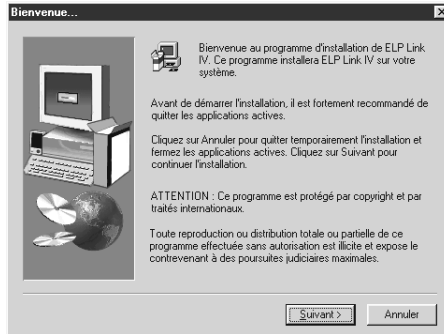 Bienvenue...
Bienvenue au programme d'installation de ELP Link
IV. Ce programme installera ELP Link IV sur votre
système.
Avant de démarrer l'installation, il est fortement recommandé de
quitter les applications actives.
Cliquez sur Annuler pour quitter temporairement l'installation et
fermez les applications actives. Cliquez sur Suivant pour
continuer l'installation.
ATTENTION : Ce programme est protégé par copyright et par
traités internationaux.
Toute reproduction ou distribution totale ou partielle de ce
programme effectuée sans autorisation est illicite et expose le
contrevenant à des poursuites judiciaires maximales.
Suivant >
Annuler